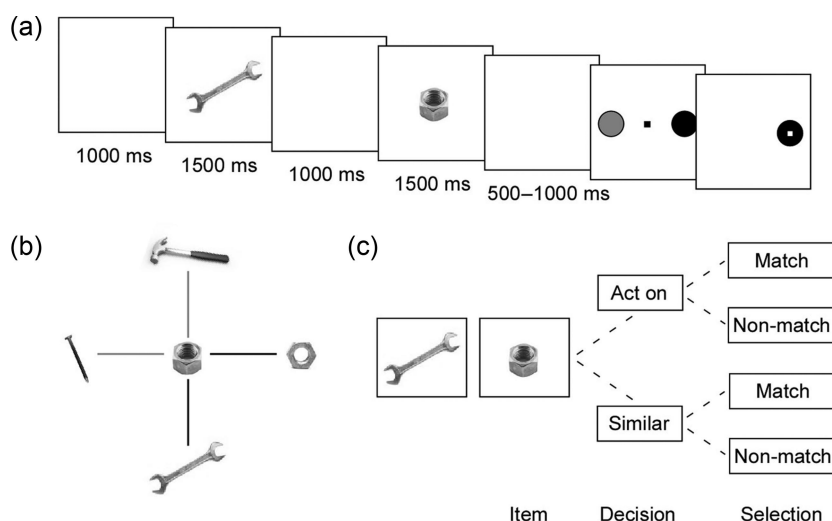 (a)
1000 ms
1500 ms
1000 ms
1500 ms
500–1000 ms
(b)
(c)
Act on
Match
Non-match
Similar
Match
Non-match
Item
Decision
Selection